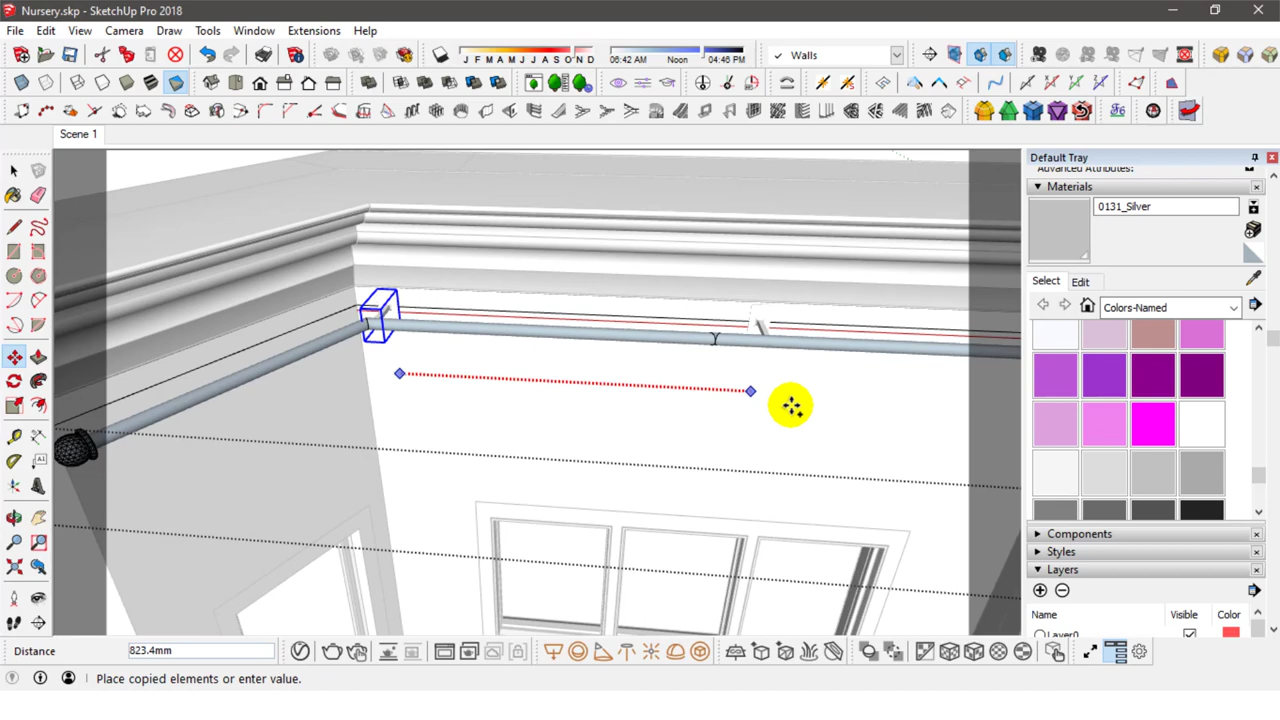 Nursery.skp - SketchUp Pro 2018
File Edit View Camera Draw Tools Window Extensions Help
J F M A M J J A S O N D
06:42 AM Noon 04:46 PM
✓ Walls
Scene 1
Default Tray
Advanced Attributes:
Materials
0131_Silver
Select Edit
Colors-Named
Components
Styles
Layers
Name Visible Color
Layer0
A1
Distance 823.4mm
Place copied elements or enter value.